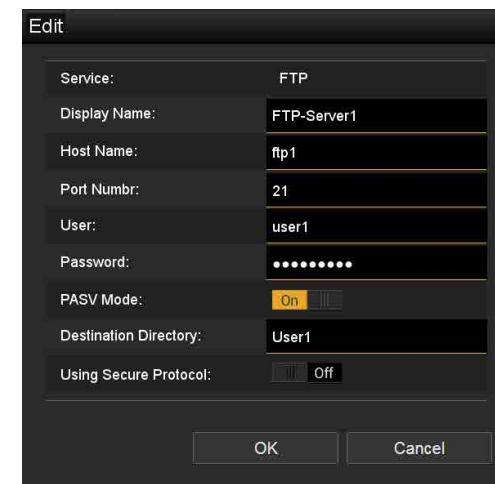 Edit
Service: FTP
Display Name: FTP-Server1
Host Name: ftp1
Port Numbr: 21
User: user1
Password: •••••••••
PASV Mode: On
Destination Directory: User1
Using Secure Protocol: Off
OK Cancel